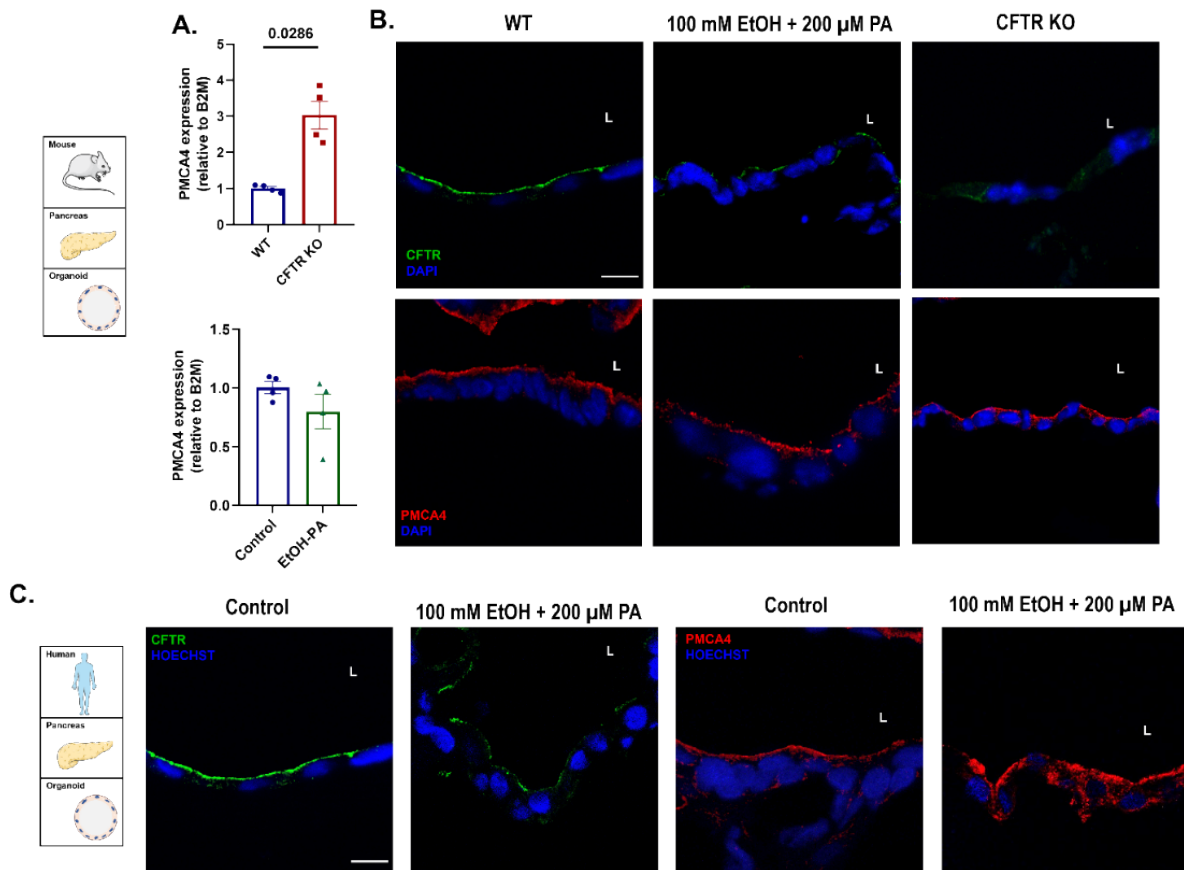 A.
0.0286
PMCA4 expression
(relative to B2M)
5
4
3
2
1
0
WT
CFTR KO
Mouse
Pancreas
Organoid
PMCA4 expression
(relative to B2M)
1.5
1.0
0.5
0.0
Control
EtOH-PA
B.
WT
100 mM EtOH + 200 µM PA
CFTR KO
L
L
L
CFTR
DAPI
L
L
L
PMCA4
DAPI
C.
Human
Pancreas
Organoid
Control
100 mM EtOH + 200 µM PA
Control
100 mM EtOH + 200 µM PA
CFTR
HOECHST
L
L
PMCA4
HOECHST
L
L